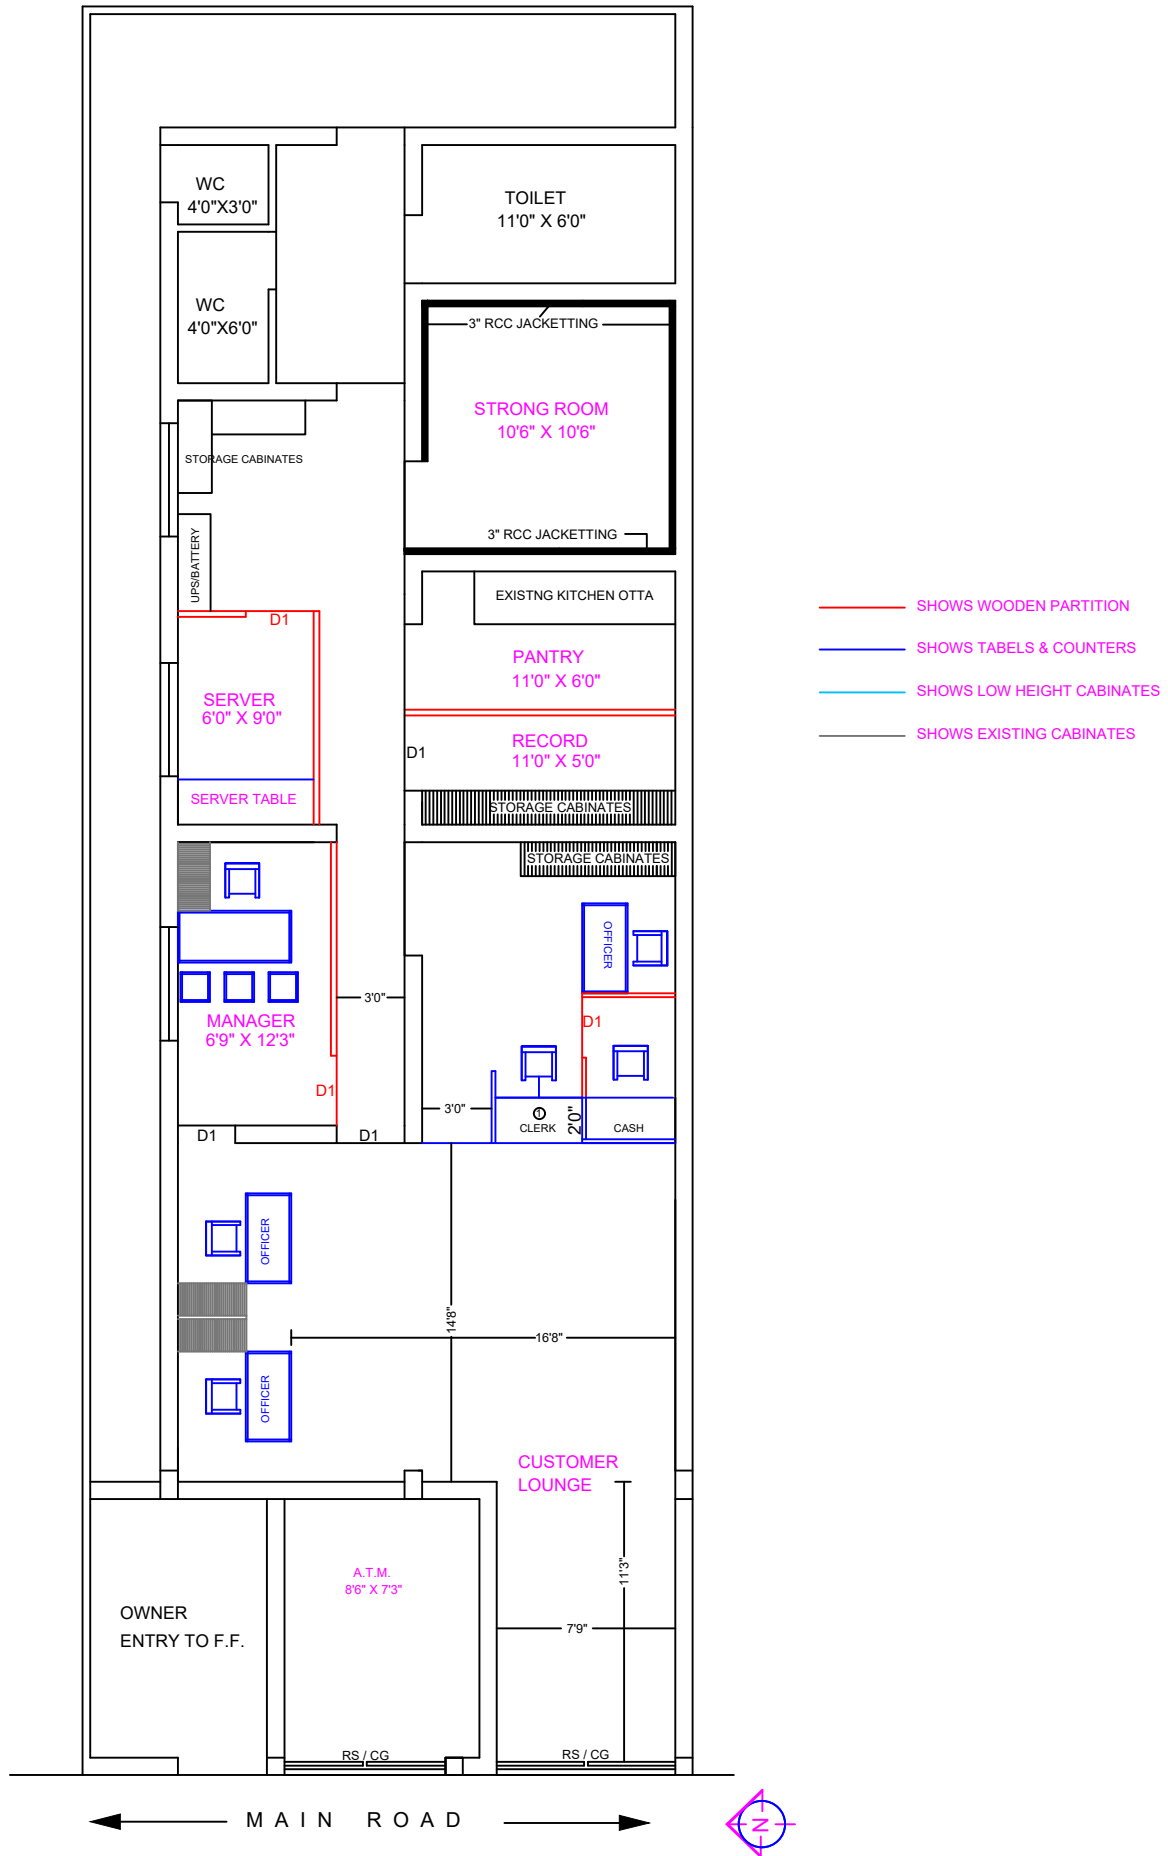 WC
4'0"X3'0"
TOILET
11'0" X 6'0"
WC
4'0"X6'0"
3" RCC JACKETTING
STRONG ROOM
10'6" X 10'6"
STORAGE CABINATES
3" RCC JACKETTING
UPS/BATTERY
EXISTNG KITCHEN OTTA
D1
PANTRY
11'0" X 6'0"
SERVER
6'0" X 9'0"
RECORD
11'0" X 5'0"
D1
SERVER TABLE
STORAGE CABINATES
STORAGE CABINATES
OFFICER
3'0"
MANAGER
6'9" X 12'3"
D1
D1
3'0"
1
CLERK
2'0"
CASH
D1
D1
OFFICER
14'8"
16'8"
OFFICER
CUSTOMER
LOUNGE
A.T.M.
8'6" X 7'3"
11'3"
OWNER
ENTRY TO F.F.
7'9"
RS / CG
RS / CG
MAIN ROAD
N
SHOWS WOODEN PARTITION
SHOWS TABELS & COUNTERS
SHOWS LOW HEIGHT CABINATES
SHOWS EXISTING CABINATES